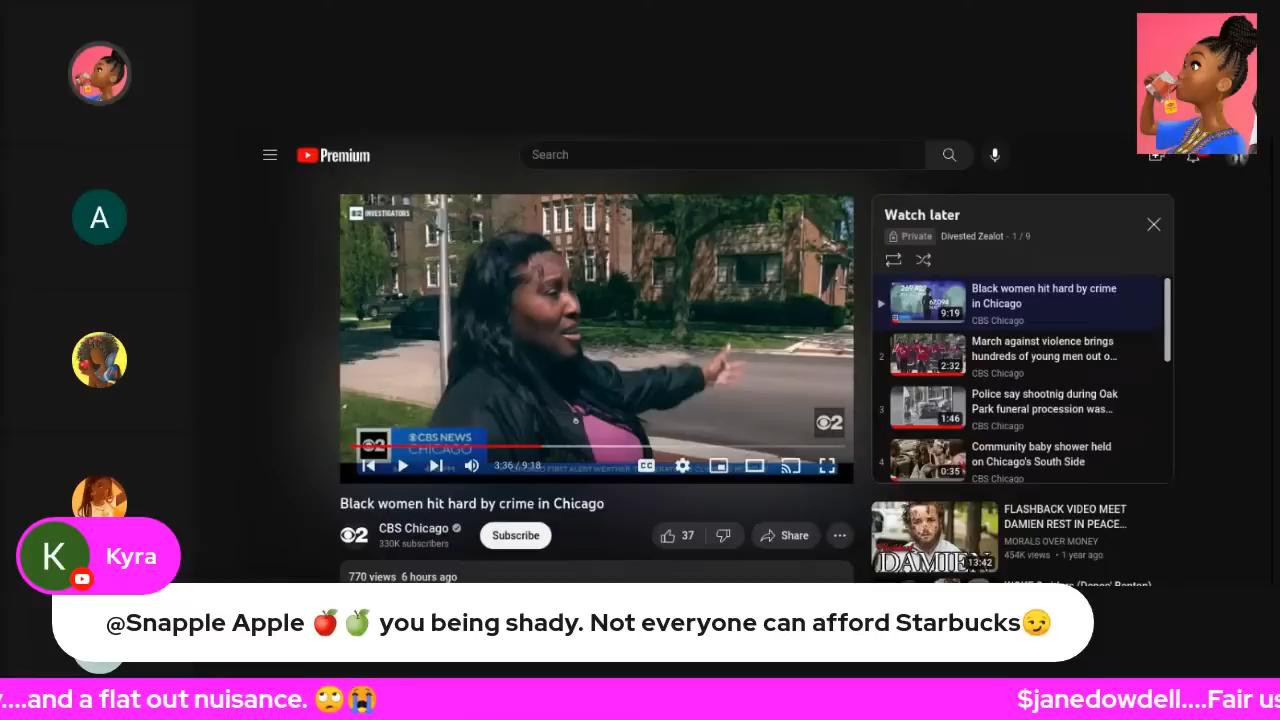 Premium
Search
2 INVESTIGATORS
CBS NEWS
CHICAGO
3:36 / 9:18
CC
Black women hit hard by crime in Chicago
CBS Chicago
330K subscribers
Subscribe
37
Share
770 views 6 hours ago
Watch later
Private
Divested Zealot - 1 / 9
9:19
Black women hit hard by crime
in Chicago
CBS Chicago
2
2:32
March against violence brings
hundreds of young men out o...
CBS Chicago
3
1:46
Police say shootnig during Oak
Park funeral procession was...
CBS Chicago
4
0:35
Community baby shower held
on Chicago's South Side
CBS Chicago
DAMIEN
13:42
FLASHBACK VIDEO MEET
DAMIEN REST IN PEACE...
MORALS OVER MONEY
454K views • 1 year ago
A
K
Kyra
@Snapple Apple 🍎🍏 you being shady. Not everyone can afford Starbucks😏
....and a flat out nuisance. 🙄😭
$janedowdell....Fair us